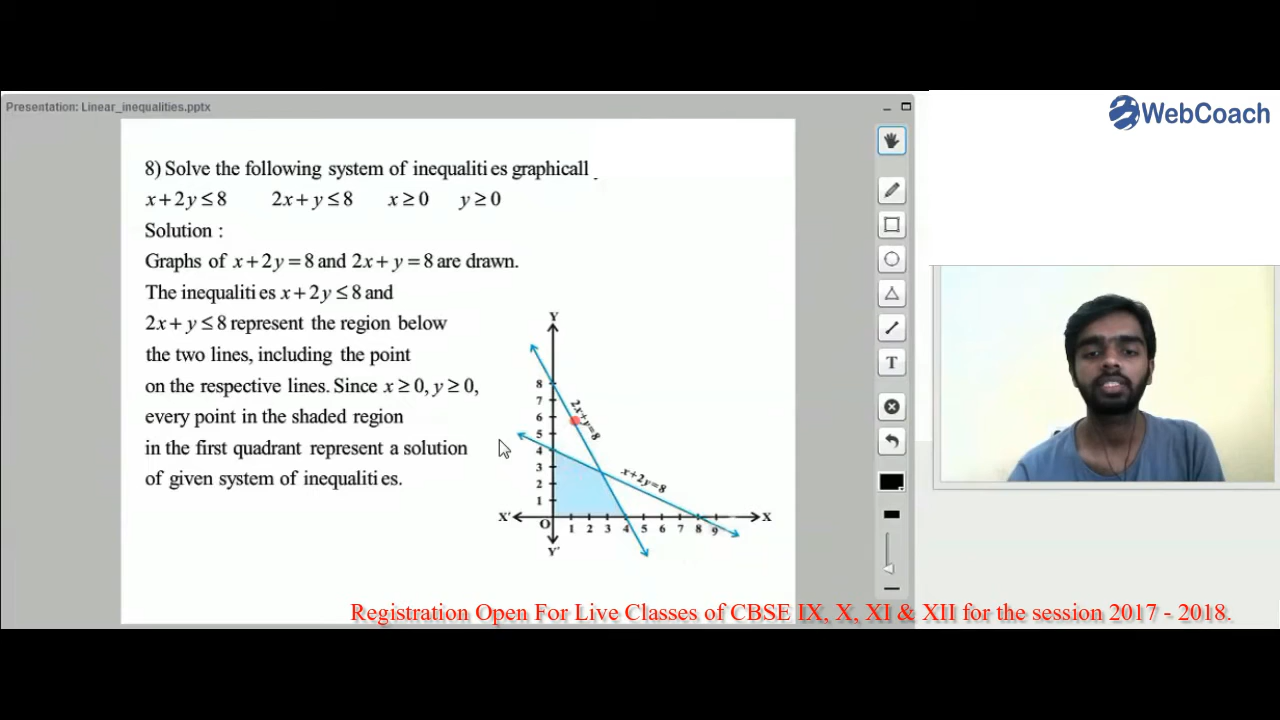 Presentation: Linear_inequalities.pptx
WebCoach
8) Solve the following system of inequaliti es graphicall
x + 2y ≤ 8 2x + y ≤ 8 x ≥ 0 y ≥ 0
Solution :
Graphs of x + 2y = 8 and 2x + y = 8 are drawn.
The inequaliti es x + 2y ≤ 8 and
2x + y ≤ 8 represent the region below
the two lines, including the point
on the respective lines. Since x ≥ 0, y ≥ 0,
every point in the shaded region
in the first quadrant represent a solution
of given system of inequaliti es.
Y
8
7
6
5
4
3
2
1
2x+y=8
x+2y=8
X' O 1 2 3 4 5 6 7 8 9 X
Y'
T
Registration Open For Live Classes of CBSE IX, X, XI & XII for the session 2017 - 2018.